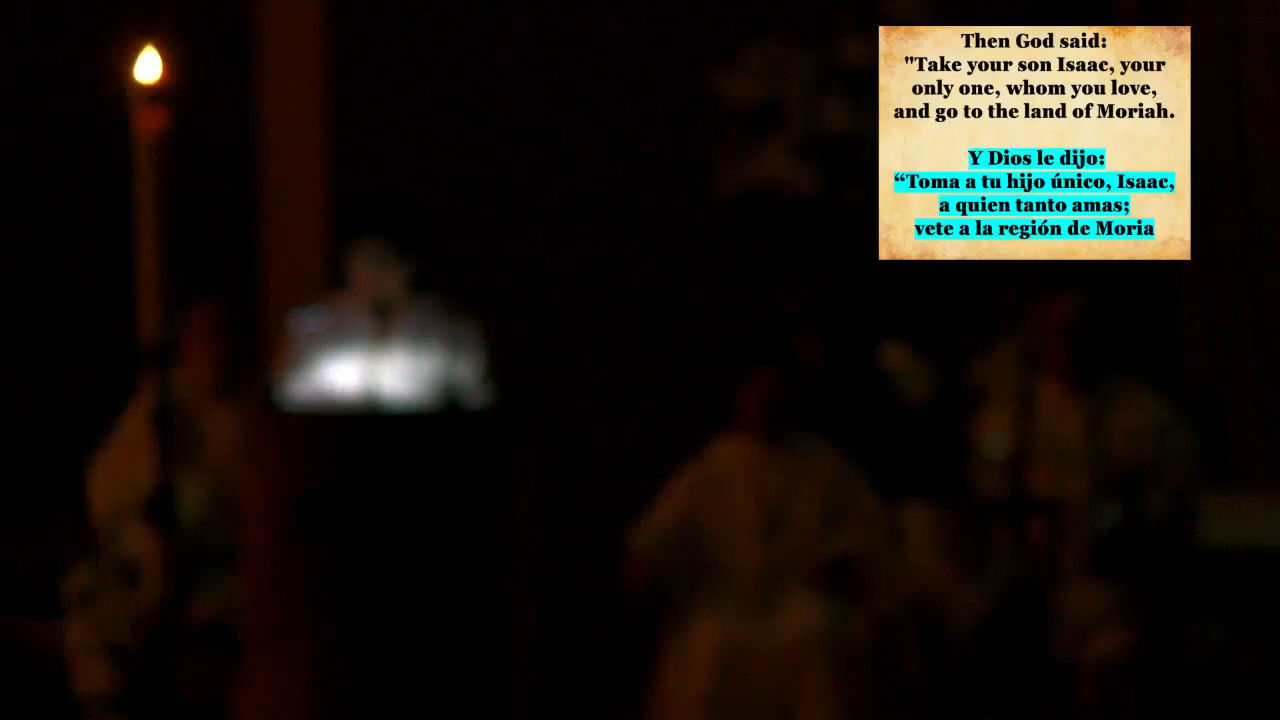 Then God said:
"Take your son Isaac, your
only one, whom you love,
and go to the land of Moriah.
Y Dios le dijo:
“Toma a tu hijo único, Isaac,
a quien tanto amas;
vete a la región de Moria